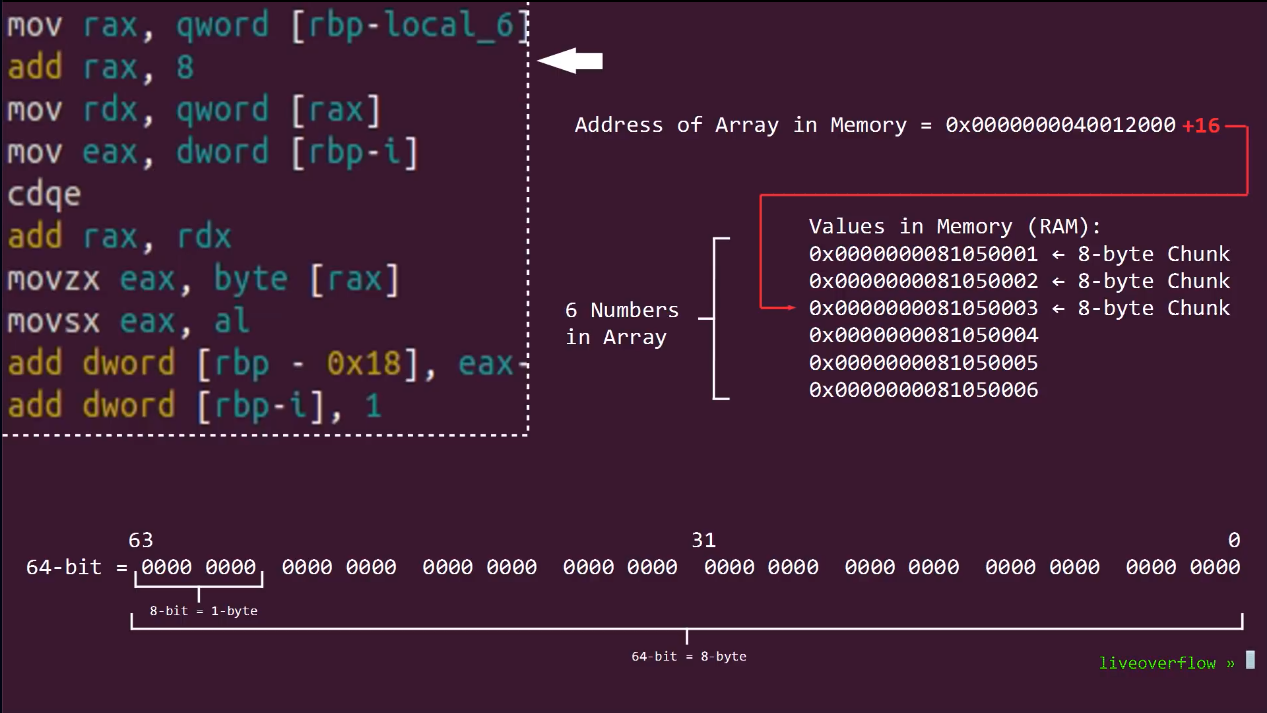 mov rax, qword [rbp-local_6]
add rax, 8
mov rdx, qword [rax]
mov eax, dword [rbp-i]
cdqe
add rax, rdx
movzx eax, byte [rax]
movsx eax, al
add dword [rbp - 0x18], eax
add dword [rbp-i], 1
Address of Array in Memory = 0x0000000040012000 +16
Values in Memory (RAM):
0x0000000081050001 ← 8-byte Chunk
0x0000000081050002 ← 8-byte Chunk
0x0000000081050003 ← 8-byte Chunk
0x0000000081050004
0x0000000081050005
0x0000000081050006
6 Numbers
in Array
63 31 0
64-bit = 0000 0000 0000 0000 0000 0000 0000 0000 0000 0000 0000 0000 0000 0000 0000 0000
8-bit = 1-byte
64-bit = 8-byte
liveoverflow »